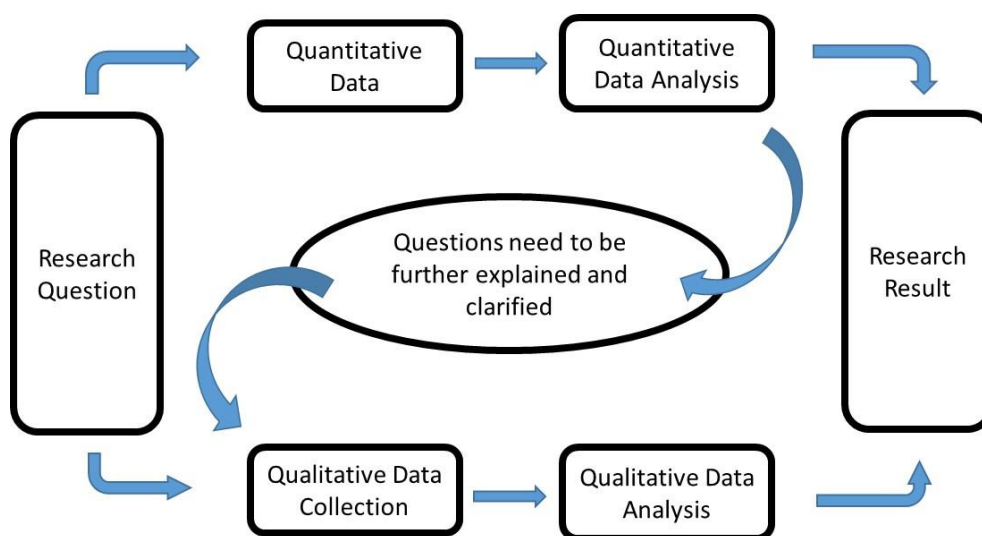 Quantitative
Data
Quantitative
Data Analysis
Research
Question
Questions need to be
further explained and
clarified
Research
Result
Qualitative Data
Collection
Qualitative Data
Analysis